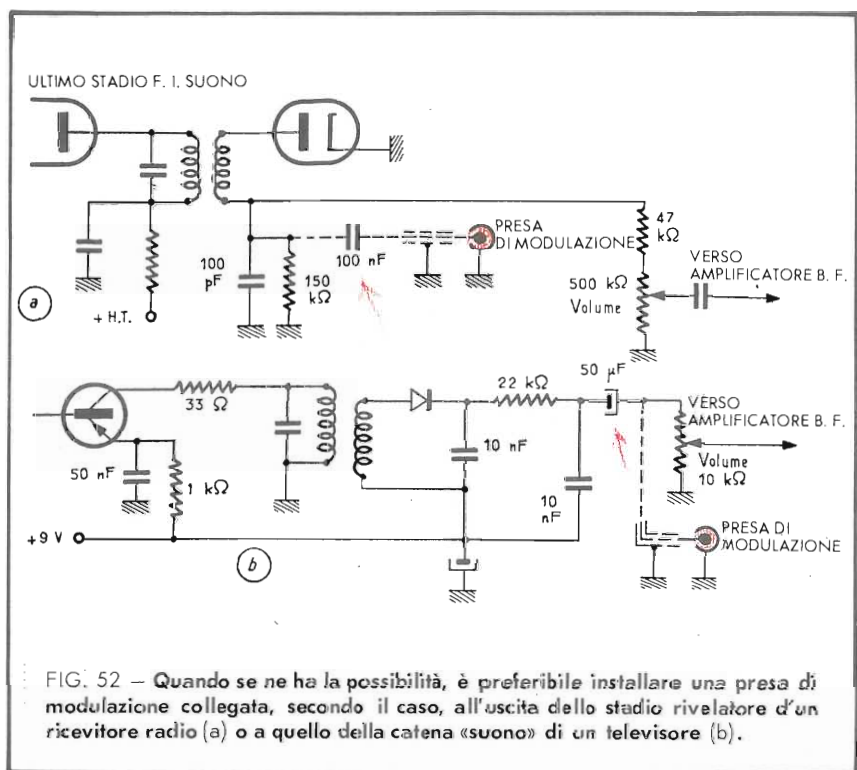 ULTIMO STADIO F. I. SUONO
PRESA
DI MODULAZIONE
47
kΩ
100
pF
150
kΩ
100 nF
500 kΩ
Volume
VERSO
AMPLIFICATORE B. F.
a
+ H.T.
33 Ω
22 kΩ
50 µF
VERSO
AMPLIFICATORE B. F.
50 nF
1 kΩ
10 nF
10
nF
Volume
10 kΩ
+9 V
b
PRESA DI
MODULAZIONE
FIG. 52 — Quando se ne ha la possibilità, è preferibile installare una presa di
modulazione collegata, secondo il caso, all'uscita dello stadio rivelatore d'un
ricevitore radio (a) o a quello della catena «suono» di un televisore (b).